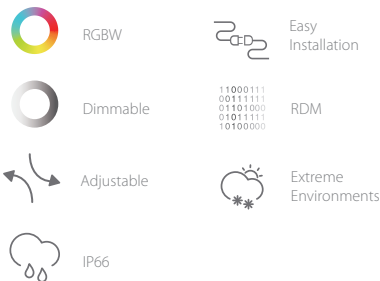 RGBW
Easy
Installation
Dimmable
11000111
00111111
01101000
01011111
10100000
RDM
Adjustable
Extreme
Environments
IP66